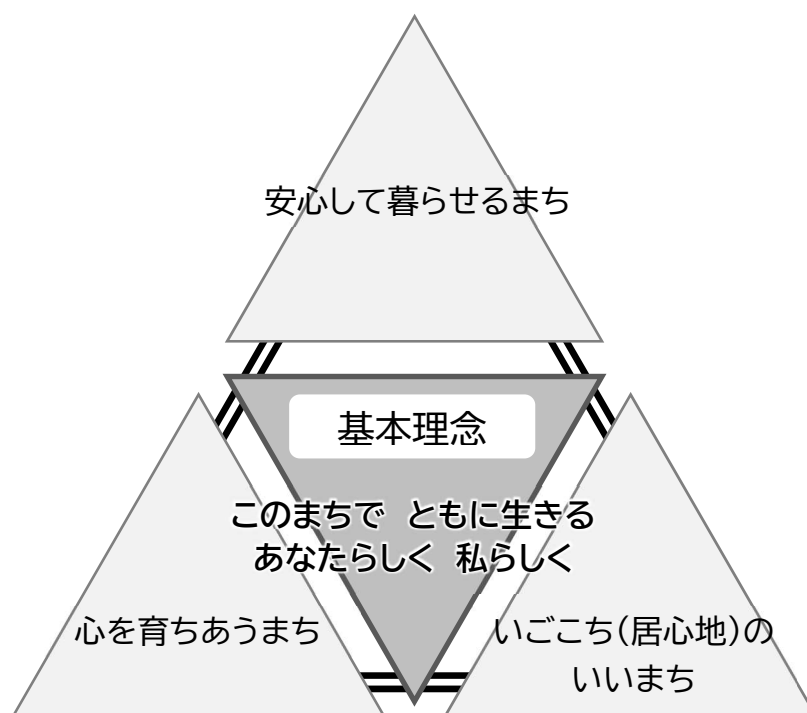 安心して暮らせるまち
基本理念
このまちで ともに生きる
あなたらしく 私らしく
心を育ちあうまち
いごこち(居心地)の
いいまち